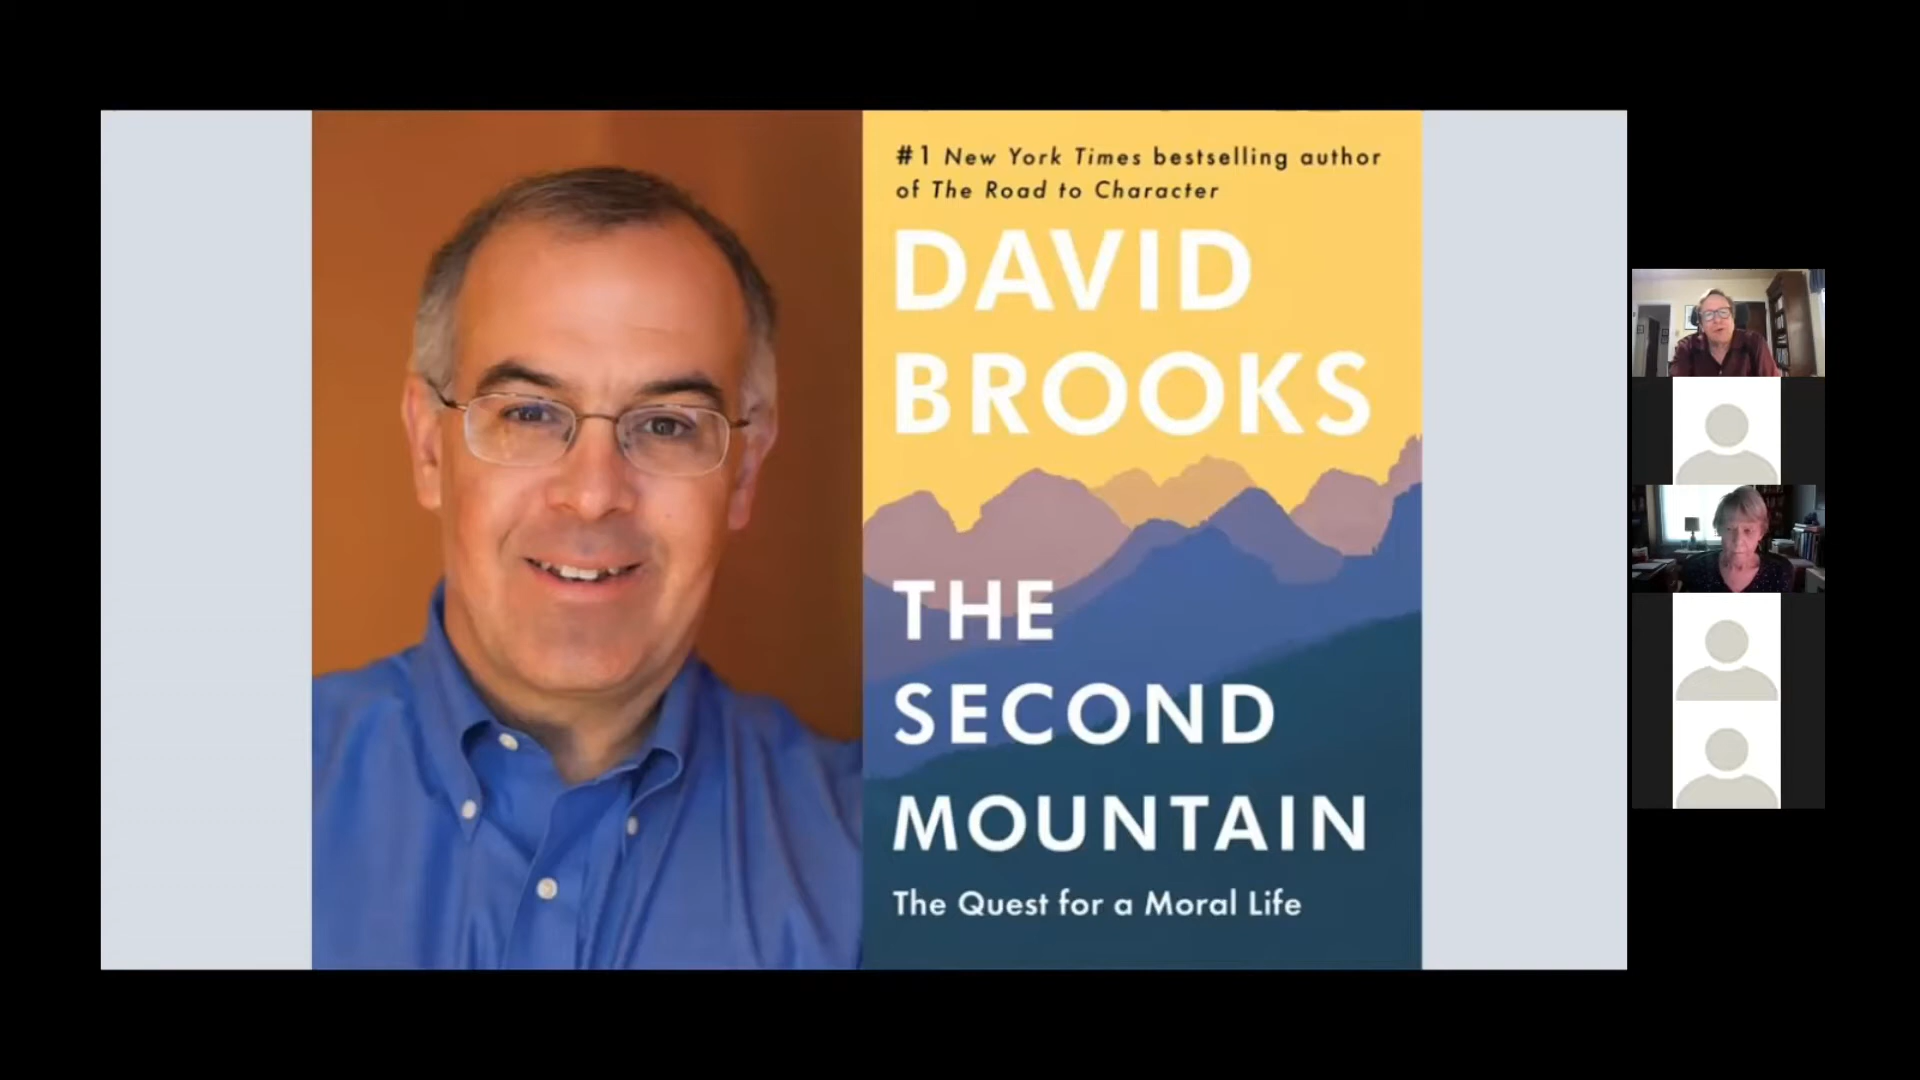 #1 New York Times bestselling author
of The Road to Character
DAVID
BROOKS
THE
SECOND
MOUNTAIN
The Quest for a Moral Life